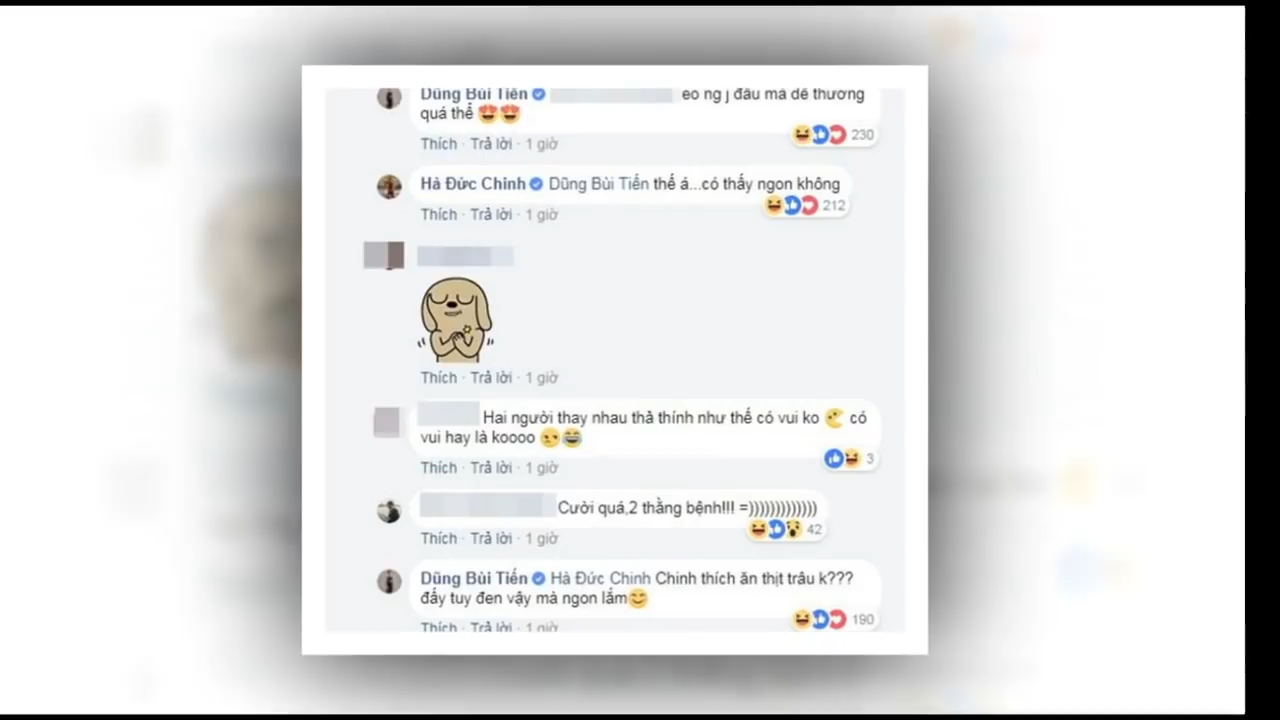 Dũng Bùi Tiến eo ng j đâu mà dễ thương
quá thể 😍😍
230
Thích · Trả lời · 1 giờ
Hà Đức Chinh Dũng Bùi Tiến thế á...có thấy ngon không
212
Thích · Trả lời · 1 giờ
Thích · Trả lời · 1 giờ
Hai người thay nhau thả thính như thế có vui ko có
vui hay là koooo 😒😂
3
Thích · Trả lời · 1 giờ
Cười quá,2 thằng bệnh!!! =)))))))))))))
42
Thích · Trả lời · 1 giờ
Dũng Bùi Tiến Hà Đức Chinh Chinh thích ăn thịt trâu k???
đấy tuy đen vậy mà ngon lắm😊
190
Thích · Trả lời · 1 giờ